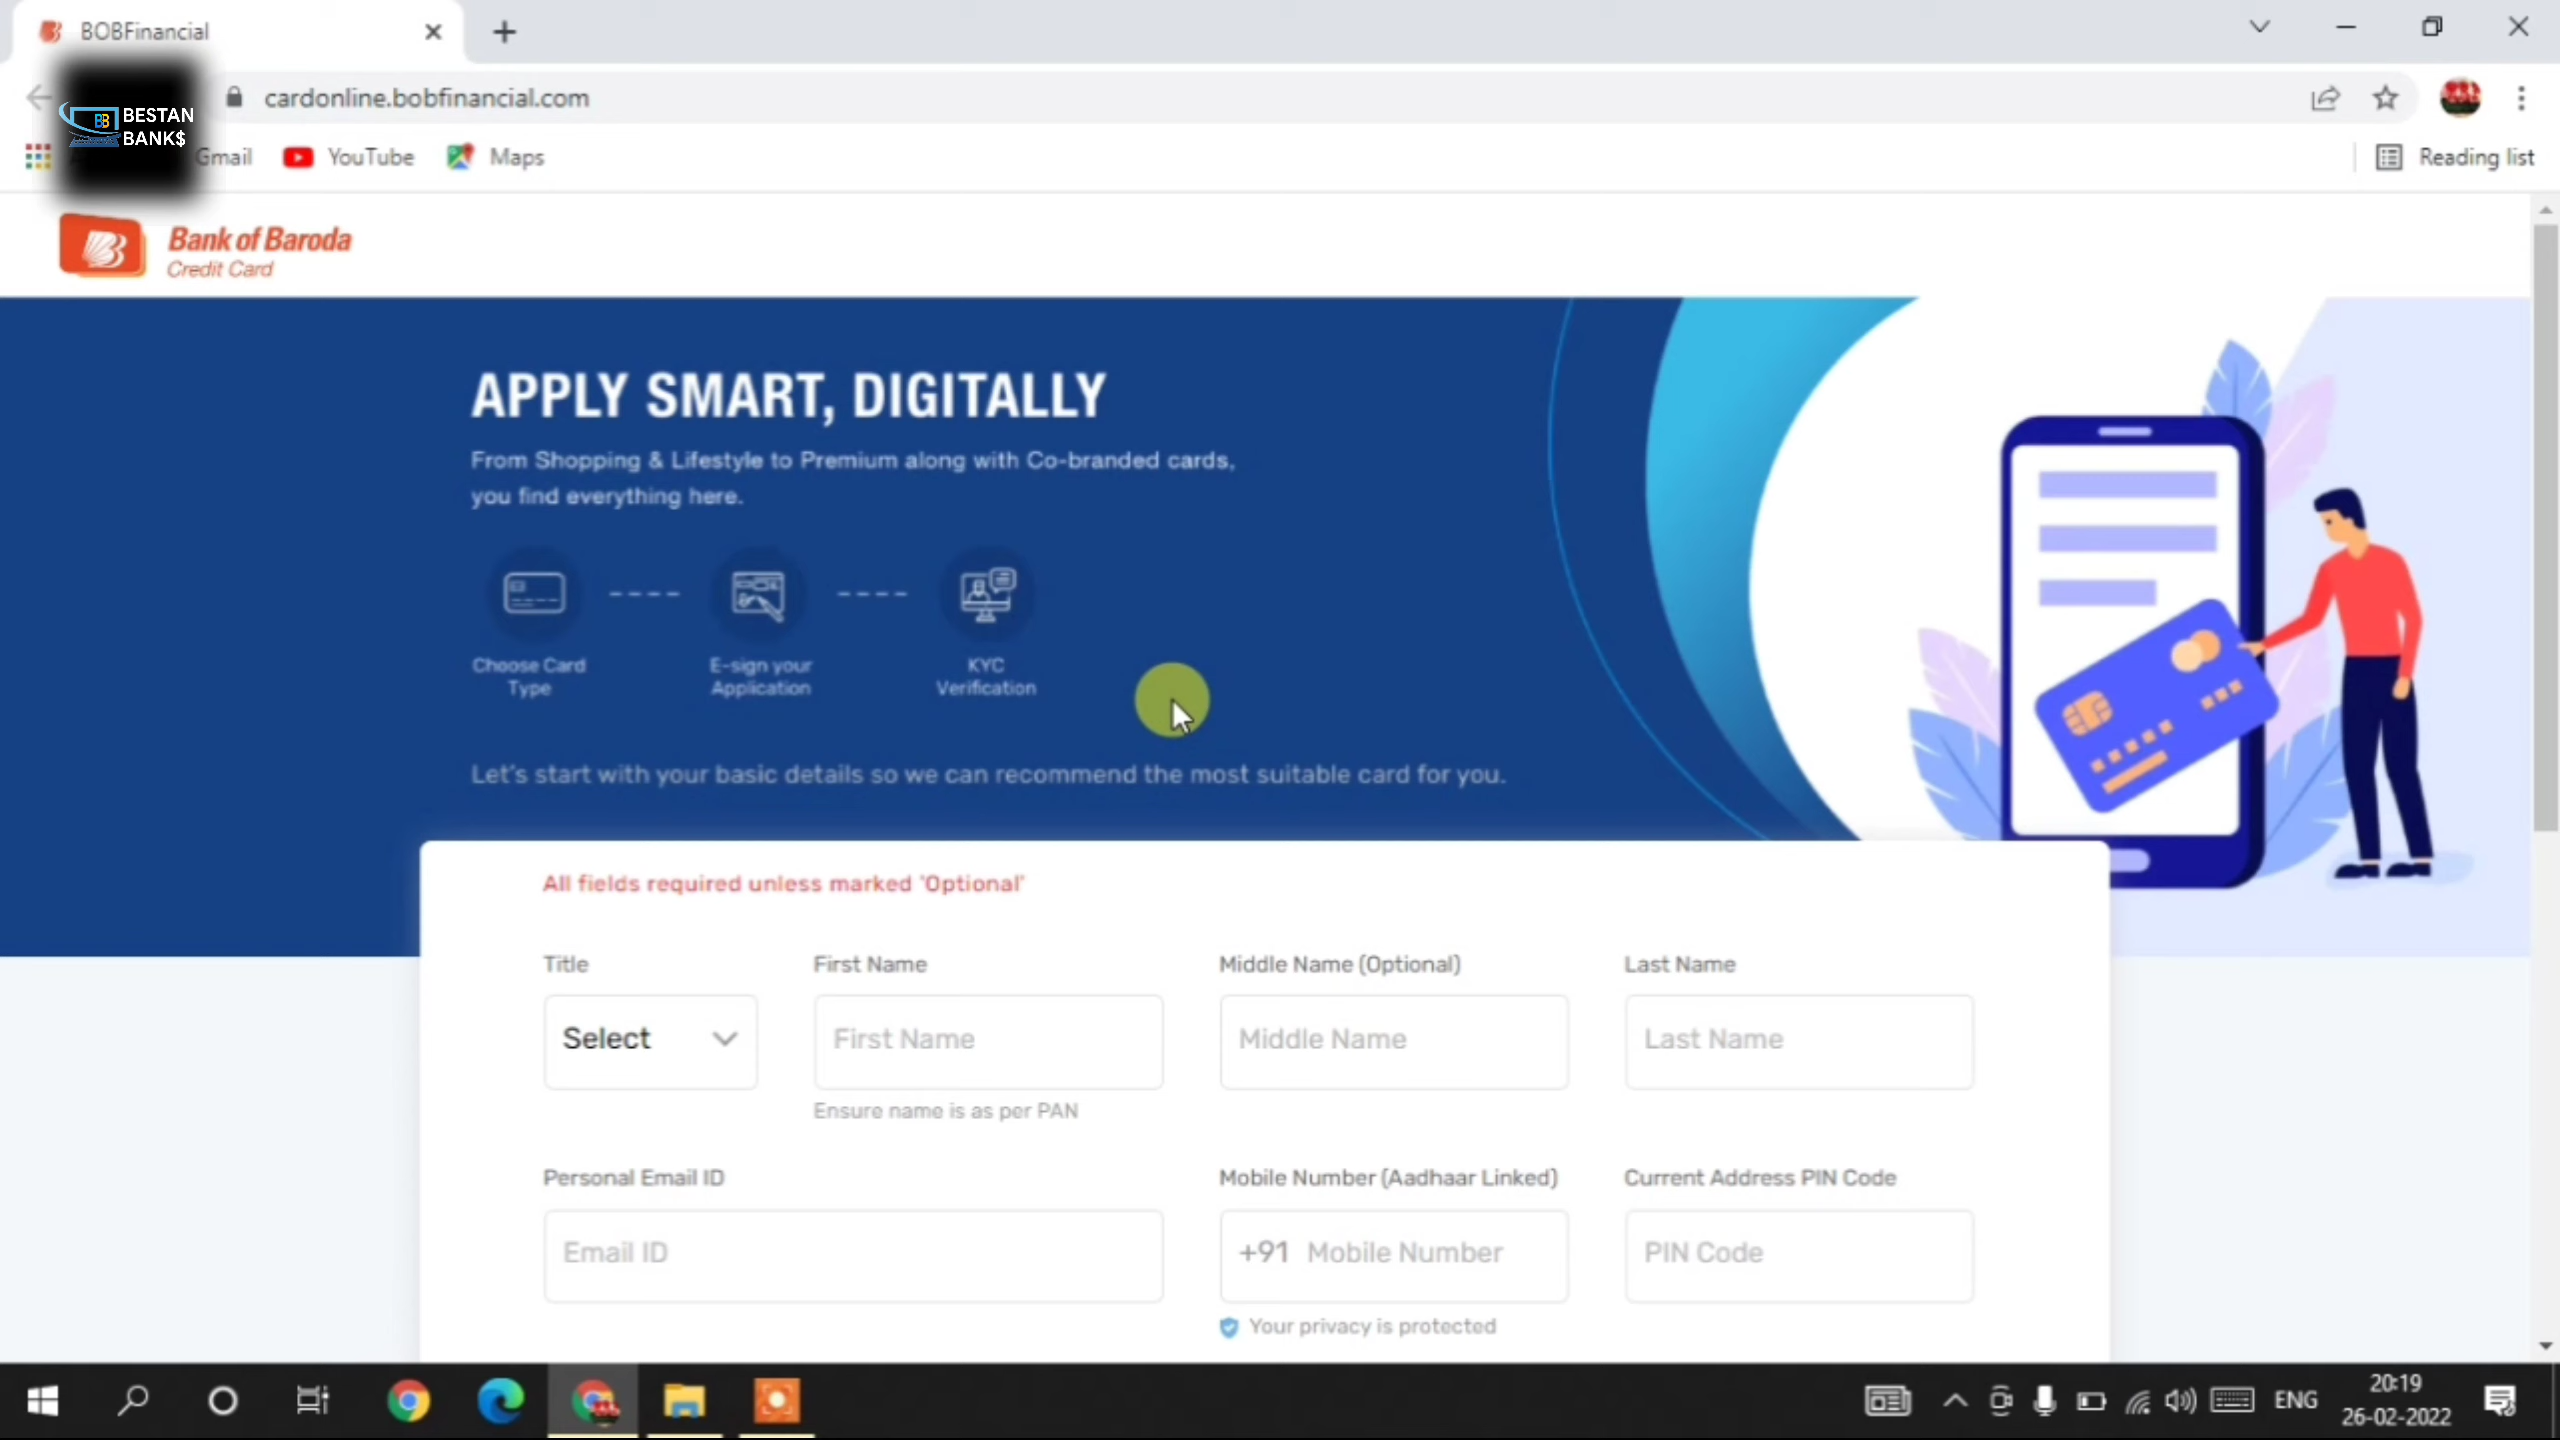 BOBFinancial
cardonline.bobfinancial.com
BESTAN
BANK$
Gmail
YouTube
Maps
Reading list
Bank of Baroda
Credit Card
APPLY SMART, DIGITALLY
From Shopping & Lifestyle to Premium along with Co-branded cards,
you find everything here.
Choose Card
Type
E-sign your
Application
KYC
Verification
Let's start with your basic details so we can recommend the most suitable card for you.
All fields required unless marked 'Optional'
Title
First Name
Middle Name (Optional)
Last Name
Select
First Name
Middle Name
Last Name
Ensure name is as per PAN
Personal Email ID
Mobile Number (Aadhaar Linked)
Current Address PIN Code
Email ID
+91 Mobile Number
PIN Code
Your privacy is protected
ENG
20:19
26-02-2022